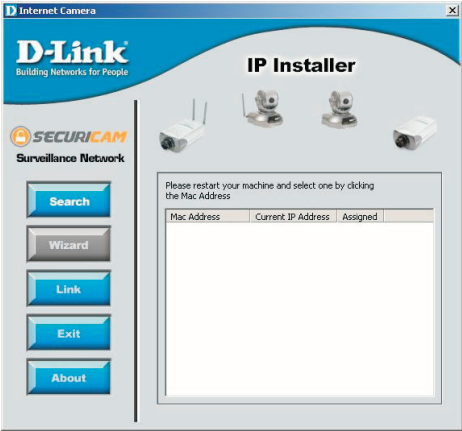 Internet Camera
D-Link
Building Networks for People
IP Installer
SECURICAM
Surveillance Network
Please restart your machine and select one by clicking
the Mac Address
Mac Address Current IP Address Assigned
Search
Wizard
Link
Exit
About